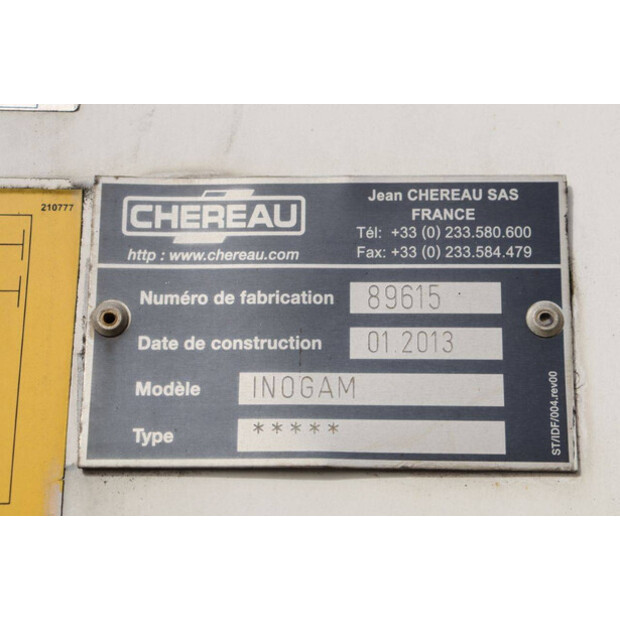 210777
CHEREAU
http : www.chereau.com
Jean CHEREAU SAS
FRANCE
Tél: +33 (0) 233.580.600
Fax: +33 (0) 233.584.479
Numéro de fabrication 89615
Date de construction 01.2013
Modèle INOGAM
Type *****
ST/IDF/004.rev00